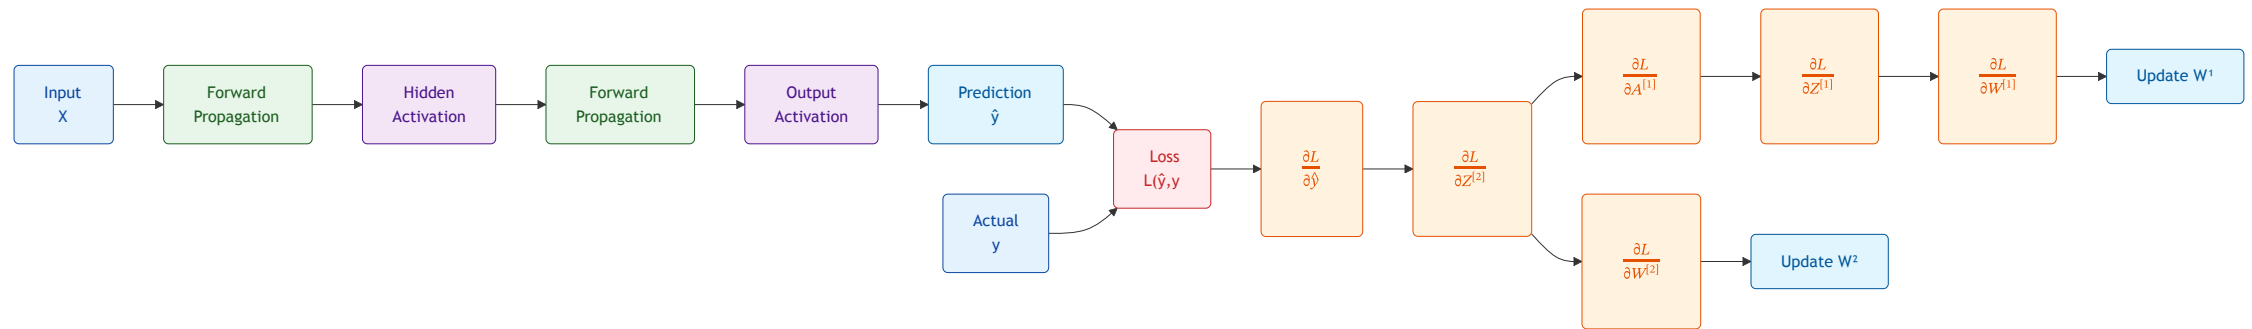 Input
X
Forward
Propagation
Hidden
Activation
Forward
Propagation
Output
Activation
Prediction
ŷ
Actual
y
Loss
L(ŷ,y
∂L
∂ŷ
∂L
∂Z[2]
∂L
∂A[1]
∂L
∂Z[1]
∂L
∂W[1]
Update W¹
∂L
∂W[2]
Update W²